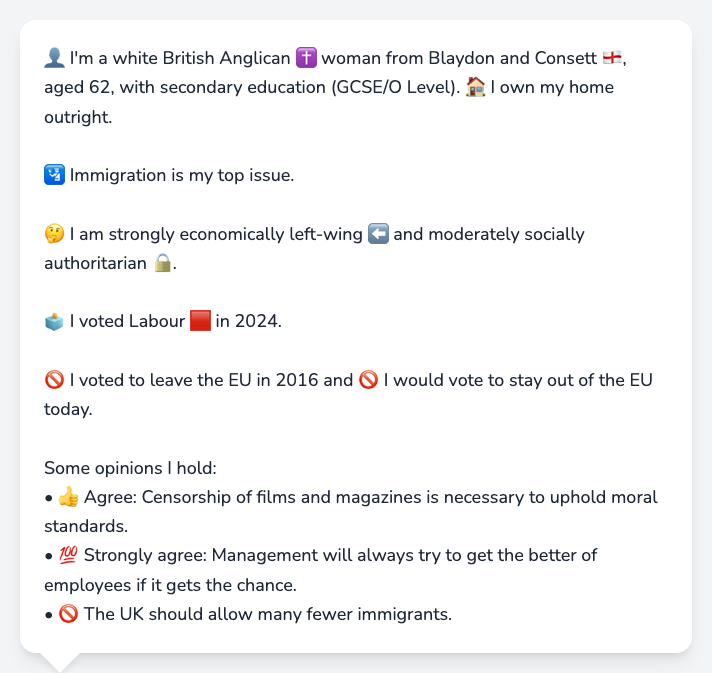 👤 I'm a white British Anglican ✝️ woman from Blaydon and Consett 🏴󠁧󠁢󠁥󠁮󠁧󠁿,
aged 62, with secondary education (GCSE/O Level). 🏠 I own my home
outright.
🛂 Immigration is my top issue.
🤔 I am strongly economically left-wing ⬅️ and moderately socially
authoritarian 🔒.
🗳️ I voted Labour 🟥 in 2024.
🚫 I voted to leave the EU in 2016 and 🚫 I would vote to stay out of the EU
today.
Some opinions I hold:
• 👍 Agree: Censorship of films and magazines is necessary to uphold moral
standards.
• 💯 Strongly agree: Management will always try to get the better of
employees if it gets the chance.
• 🚫 The UK should allow many fewer immigrants.